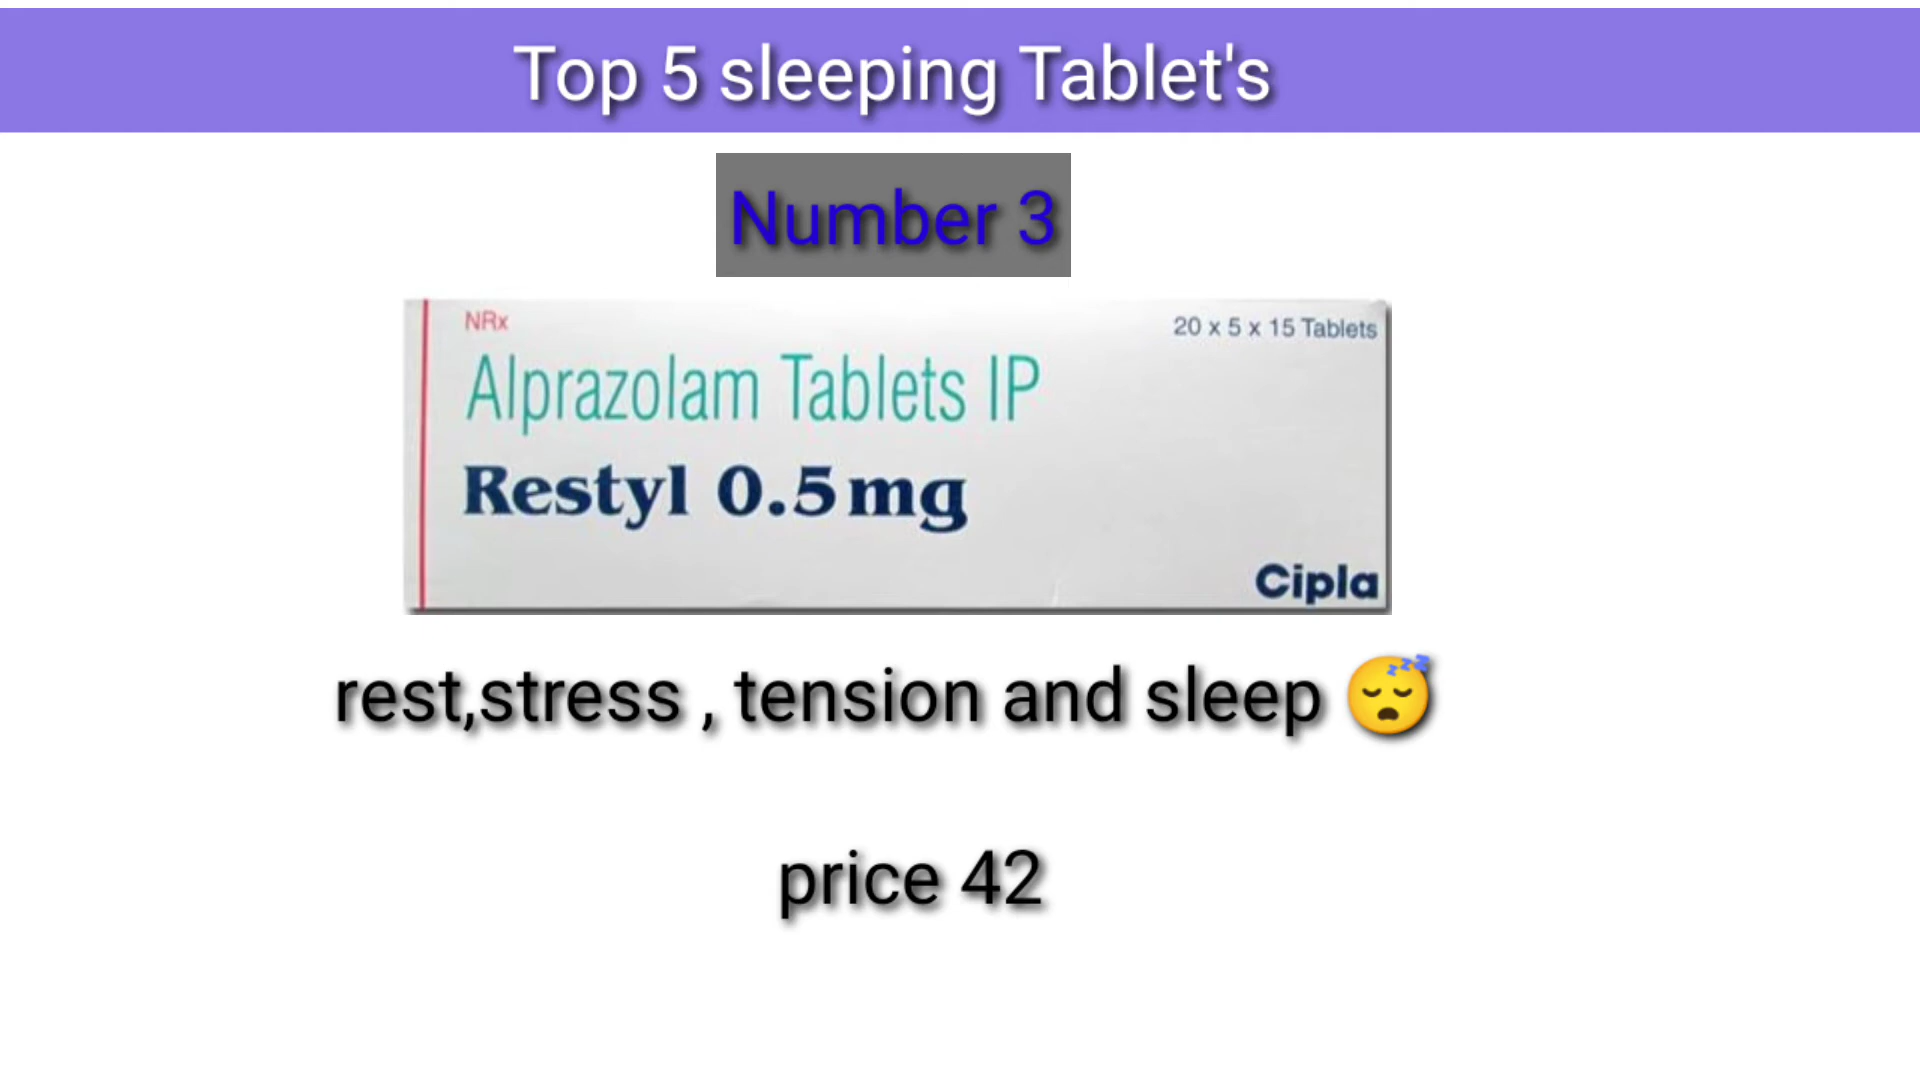 Top 5 sleeping Tablet's
Number 3
NRx
20 x 5 x 15 Tablets
Alprazolam Tablets IP
Restyl 0.5mg
Cipla
rest,stress , tension and sleep 😴
price 42